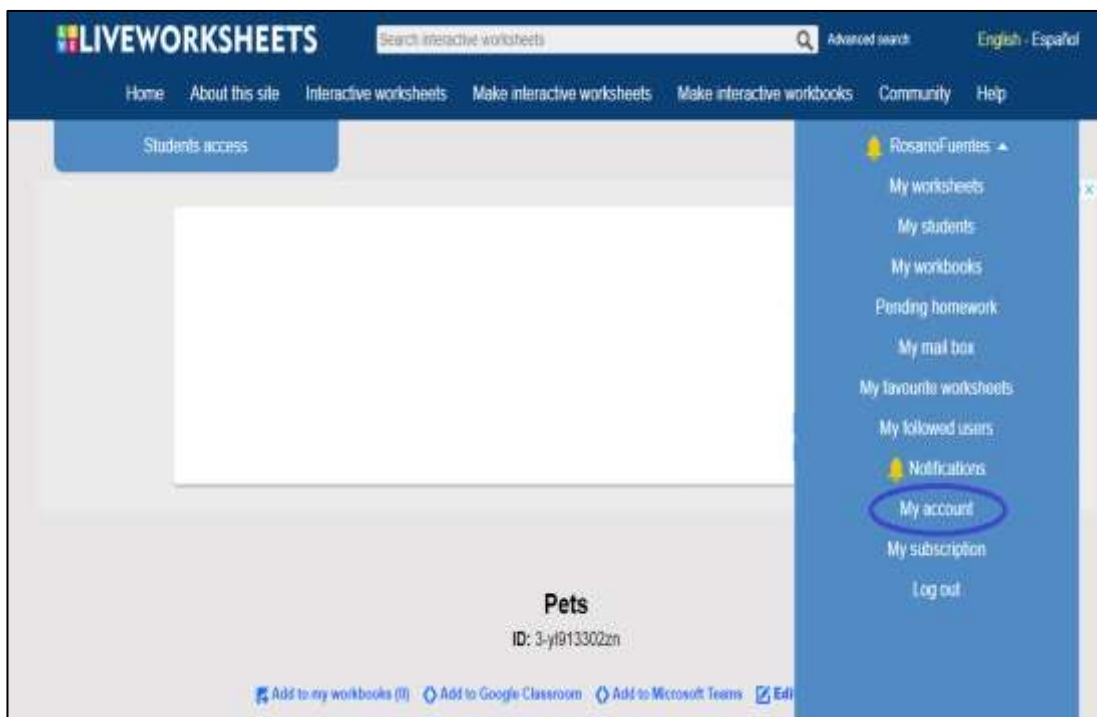 LIVEWORKSHEETS
Search interactive worksheets
Advanced search
English - Español
Home About this site Interactive worksheets Make interactive worksheets Make interactive workbooks Community Help
Students access
RosarioFuentes
My worksheets
My students
My workbooks
Pending homework
My mail box
My favourite worksheets
My followed users
Notifications
My account
My subscription
Log out
Pets
ID: 3-yl913302zn
Add to my workbooks (0) Add to Google Classroom Add to Microsoft Teams Edi